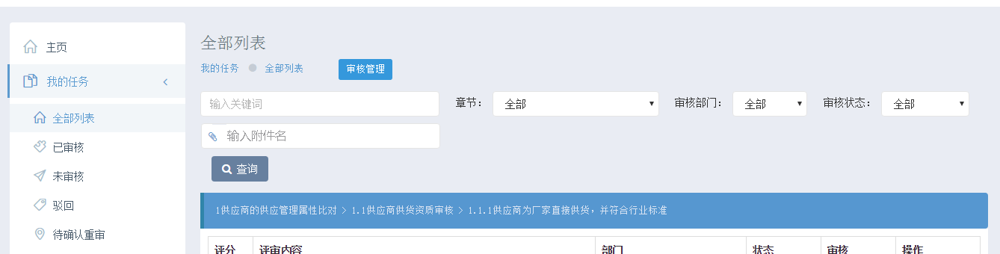 主页
我的任务
全部列表
已审核
未审核
驳回
待确认重审
全部列表
我的任务 全部列表 审核管理
输入关键词 章节： 全部 审核部门： 全部 审核状态： 全部
输入附件名
查询
1供应商的供应管理属性比对 > 1.1供应商供货资质审核 > 1.1.1供应商为厂家直接供货，并符合行业标准
评分 评审内容 部门 状态 审核 操作